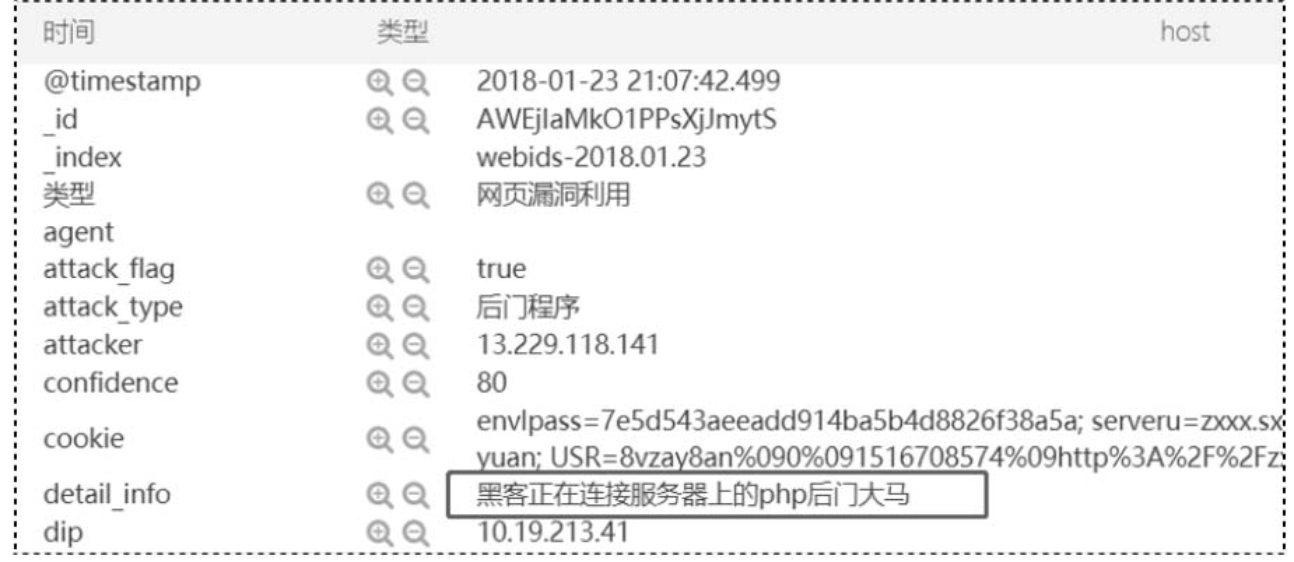 时间 类型 host
@timestamp 2018-01-23 21:07:42.499
_id AWEjIaMkO1PPsXjJmytS
_index webids-2018.01.23
类型 网页漏洞利用
agent
attack_flag true
attack_type 后门程序
attacker 13.229.118.141
confidence 80
cookie envlpass=7e5d543aeeadd914ba5b4d8826f38a5a; serveru=zxxx.sx
yuan; USR=8vzay8an%090%091516708574%09http%3A%2F%2Fz
detail_info 黑客正在连接服务器上的php后门大马
dip 10.19.213.41